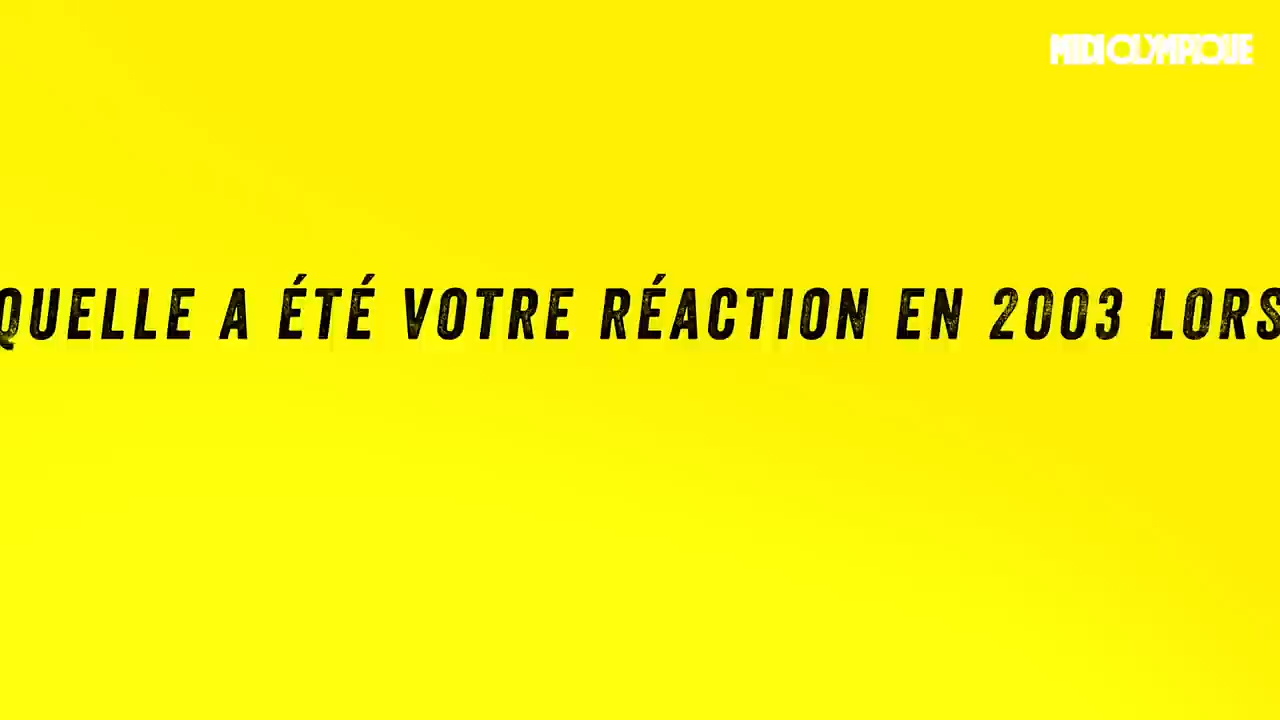 MIDI OLYMPIQUE
QUELLE A ÉTÉ VOTRE RÉACTION EN 2003 LORS